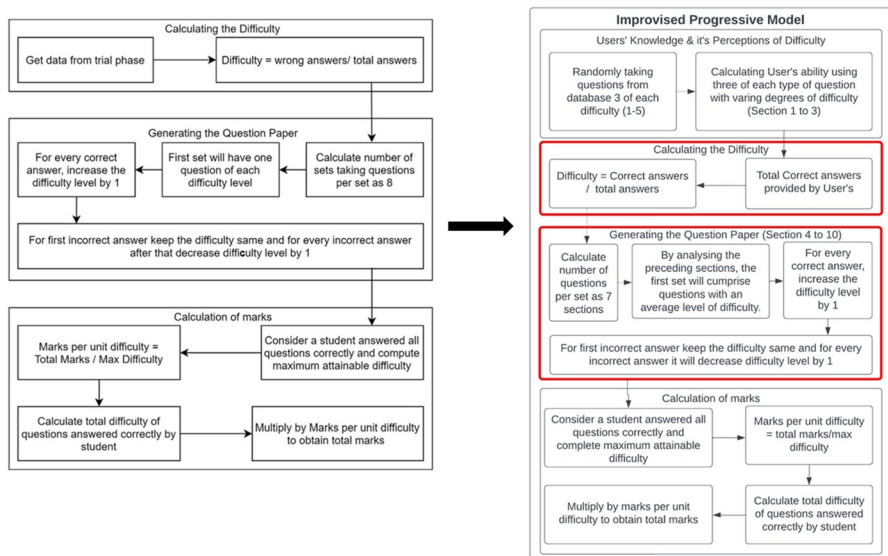 Calculating the Difficulty
Get data from trial phase
Difficulty = wrong answers/ total answers
Generating the Question Paper
For every correct
answer, increase the
difficulty level by 1
First set will have one
question of each
difficulty level
Calculate number of
sets taking questions
per set as 8
For first incorrect answer keep the difficulty same and for every incorrect answer
after that decrease difficulty level by 1
Calculation of marks
Marks per unit difficulty =
Total Marks / Max Difficulty
Consider a student answered all
questions correctly and compute
maximum attainable difficulty
Calculate total difficulty of
questions answered correctly by
student
Multiply by Marks per unit difficulty
to obtain total marks
Improvised Progressive Model
Users' Knowledge & it's Perceptions of Difficulty
Randomly taking
questions from
database 3 of each
difficulty (1-5)
Calculating User's ability using
three of each type of question
with varing degrees of difficulty
(Section 1 to 3)
Calculating the Difficulty
Difficulty = Correct answers
/ total answers
Total Correct answers
provided by User's
Generating the Question Paper (Section 4 to 10)
Calculate
number of
questions
per set as 7
sections
By analysing the
preceding sections, the
first set will cumprise
questions with an
average level of difficulty.
For every
correct answer,
increase the
difficulty level
by 1
For first incorrect answer keep the difficulty same and for every
incorrect answer it will decrease difficulty level by 1
Calculation of marks
Consider a student answered all
questions correctly and
complete maximum attainable
difficulty
Marks per unit difficulty
= total marks/max
difficulty
Multiply by marks per unit
difficulty to obtain total marks
Calculate total difficulty
of questions answered
correctly by student